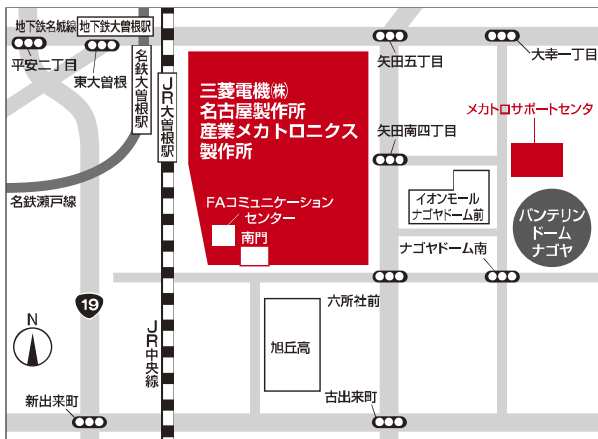 地下鉄名城線
地下鉄大曽根駅
平安二丁目
東大曽根
名鉄大曽根駅
JR大曽根駅
矢田五丁目
大幸一丁目
三菱電機㈱
名古屋製作所
産業メカトロニクス
製作所
メカトロサポートセンタ
矢田南四丁目
名鉄瀬戸線
FAコミュニケーション
センター
南門
イオンモール
ナゴヤドーム前
バンテリン
ドーム
ナゴヤ
ナゴヤドーム南
19
六所社前
N
JR中央線
旭丘高
新出来町
古出来町